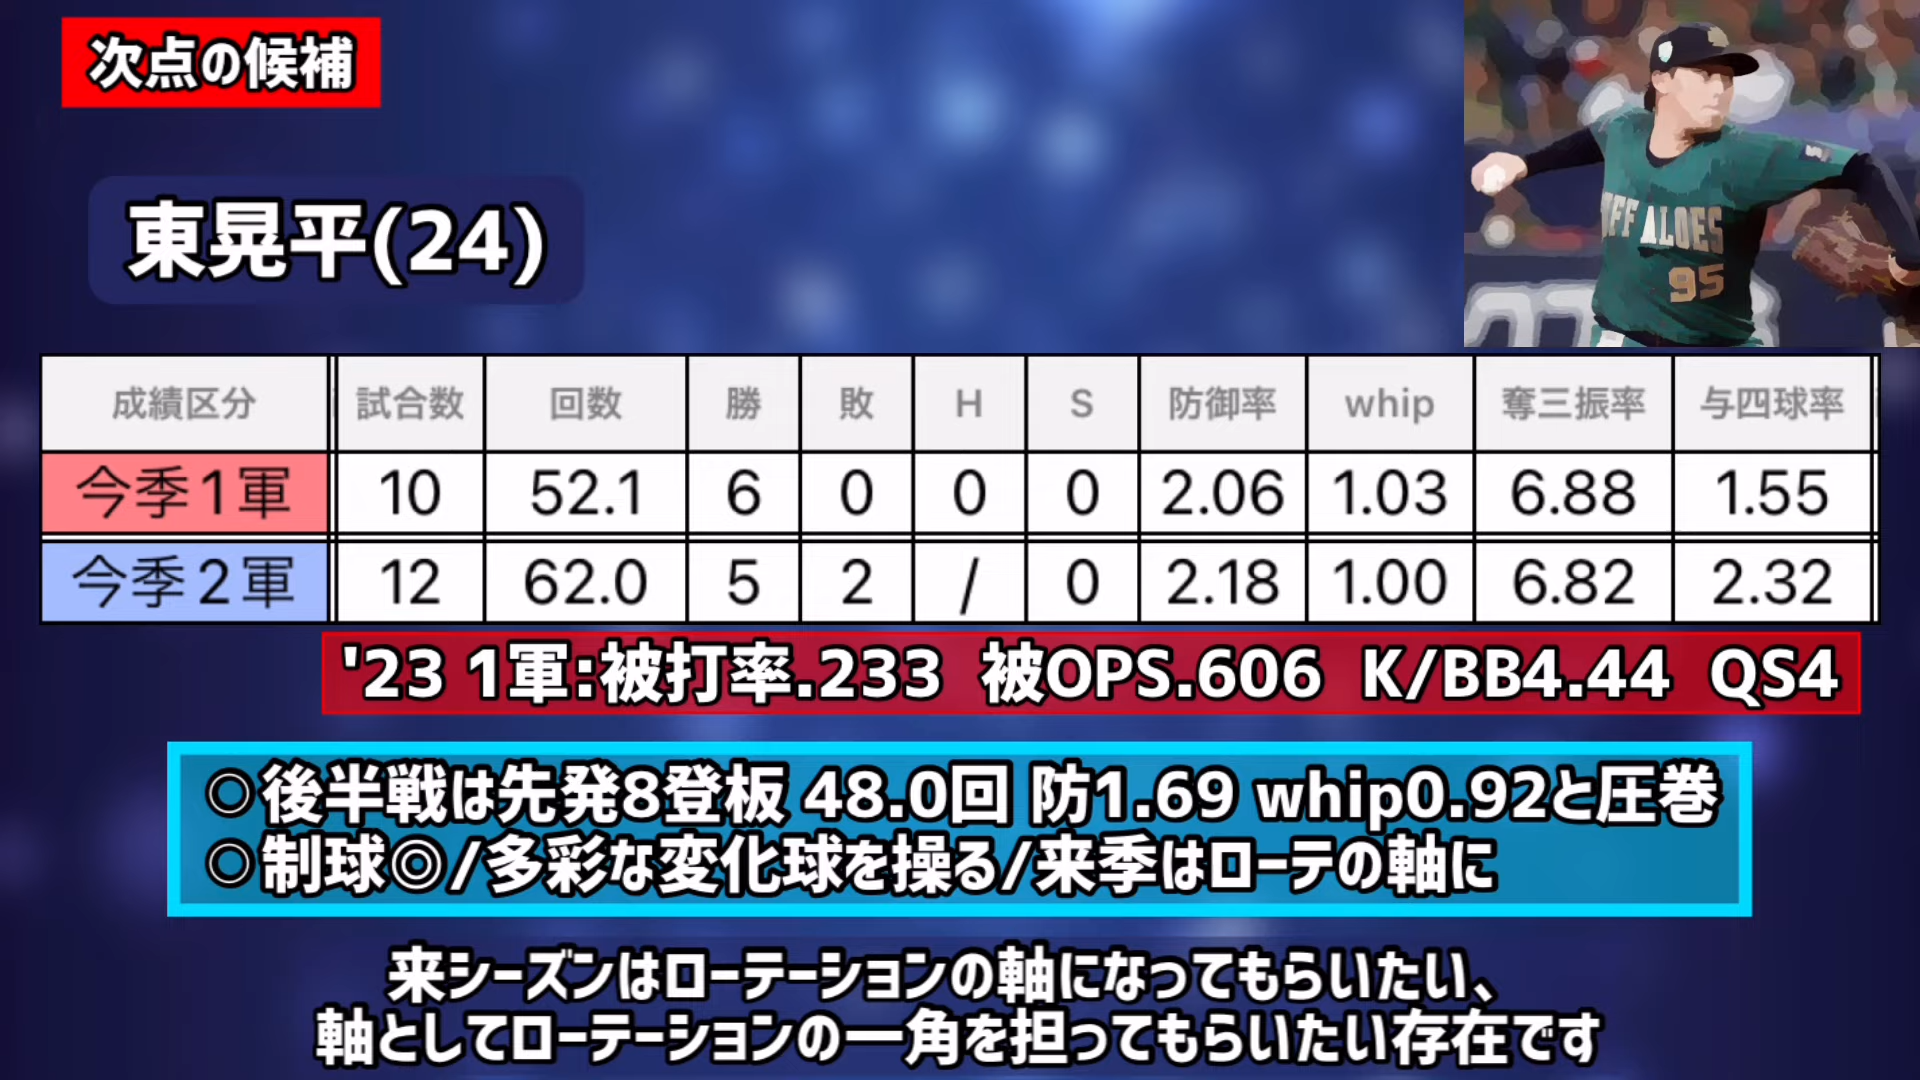 次点の候補
東晃平(24)
FFALOES
95
成績区分 試合数 回数 勝 敗 H S 防御率 whip 奪三振率 与四球率
今季1軍 10 52.1 6 0 0 0 2.06 1.03 6.88 1.55
今季2軍 12 62.0 5 2 / 0 2.18 1.00 6.82 2.32
'23 1軍:被打率.233 被OPS.606 K/BB4.44 QS4
○後半戦は先発8登板 48.0回 防1.69 whip0.92と圧巻
○制球◎/多彩な変化球を操る/来季はローテの軸に
来シーズンはローテーションの軸になってもらいたい、
軸としてローテーションの一角を担ってもらいたい存在です